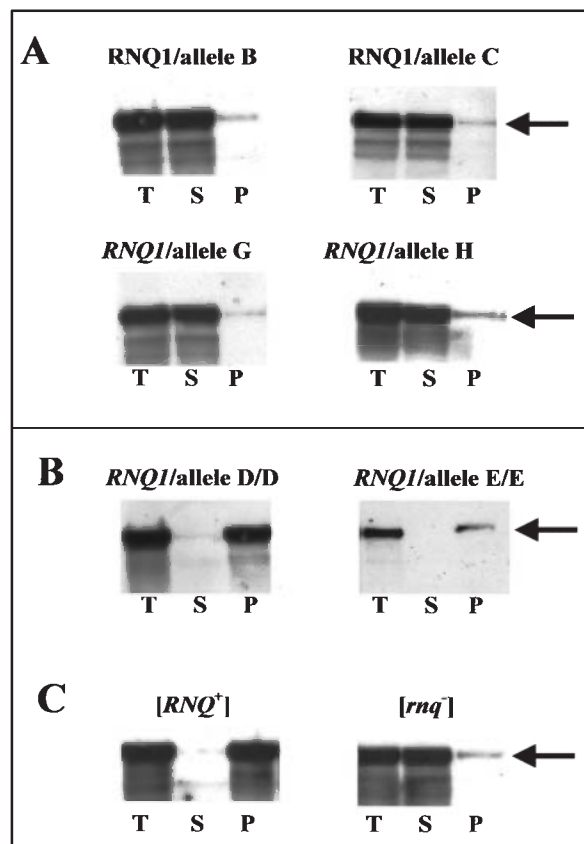 A
RNQ1/allele B
RNQ1/allele C
T S P
T S P
RNQ1/allele G
RNQ1/allele H
T S P
T S P
B
RNQ1/allele D/D
RNQ1/allele E/E
T S P
T S P
C
[RNQ⁺]
[rnq⁻]
T S P
T S P